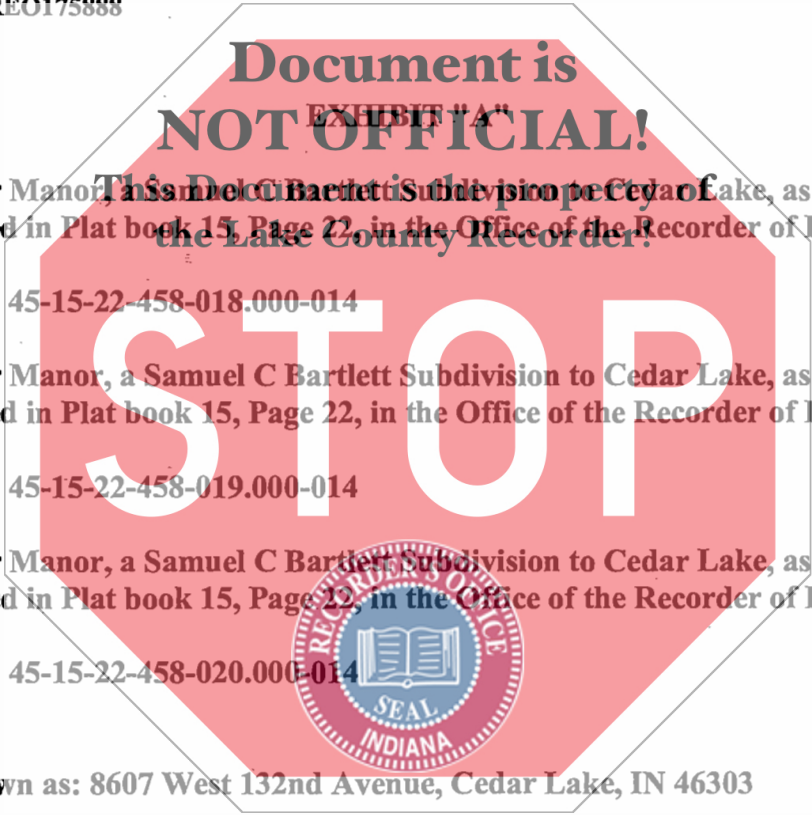 REO175888
Document is
NOT OFFICIAL!
EXHIBIT "A"
This Document is the property of
the Lake County Recorder!
Manor, a Samuel C Bartlett Subdivision to Cedar Lake, as
d in Plat book 15, Page 22, in the Office of the Recorder of
45-15-22-458-018.000-014
STOP
Manor, a Samuel C Bartlett Subdivision to Cedar Lake, as
d in Plat book 15, Page 22, in the Office of the Recorder of
45-15-22-458-019.000-014
Manor, a Samuel C Bartlett Subdivision to Cedar Lake, as
d in Plat book 15, Page 22, in the Office of the Recorder of
45-15-22-458-020.000-014
RECORDER'S OFFICE
SEAL
INDIANA
wn as: 8607 West 132nd Avenue, Cedar Lake, IN 46303